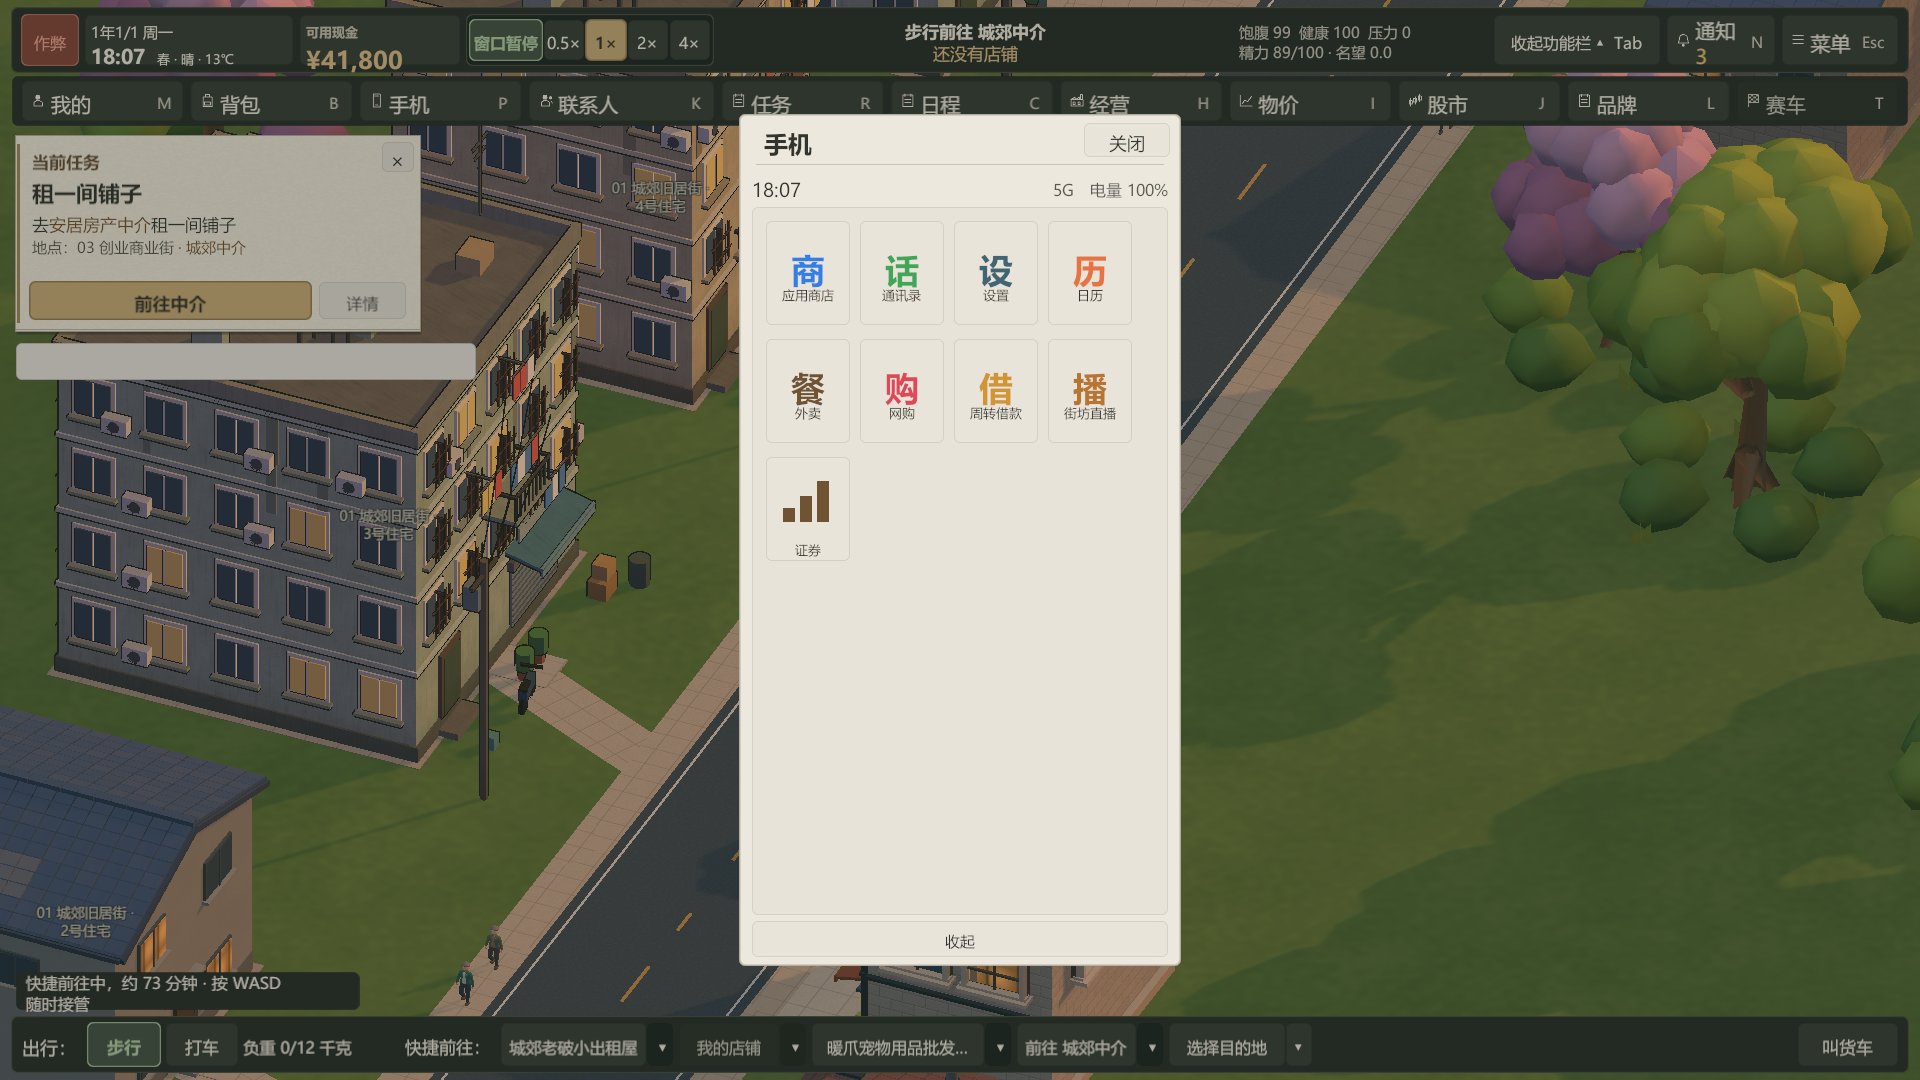 作弊
1年1/1 周一
18:07 春 · 晴 · 13℃
可用现金
¥41,800
窗口暂停 0.5× 1× 2× 4×
步行前往 城郊中介
还没有店铺
饱腹 99 健康 100 压力 0
精力 89/100 · 名望 0.0
收起功能栏 ▴ Tab
通知 N
3
菜单 Esc
我的 M
背包 B
手机 P
联系人 K
任务 R
日程 C
经营 H
物价 I
股市 J
品牌 L
赛车 T
当前任务
×
租一间铺子
去安居房产中介租一间铺子
地点：03 创业商业街 · 城郊中介
前往中介
详情
手机
关闭
18:07
5G 电量 100%
商
应用商店
话
通讯录
设
设置
历
日历
餐
外卖
购
网购
借
周转借款
播
街坊直播
证券
收起
01 城郊旧居街 ·
4号住宅
01 城郊旧居街 ·
3号住宅
01 城郊旧居街 ·
2号住宅
快捷前往中，约 73 分钟 · 按 WASD
随时接管
出行：
步行
打车
负重 0/12 千克
快捷前往：
城郊老破小出租屋 ▾
我的店铺 ▾
暖爪宠物用品批发... ▾
前往 城郊中介 ▾
选择目的地 ▾
叫货车